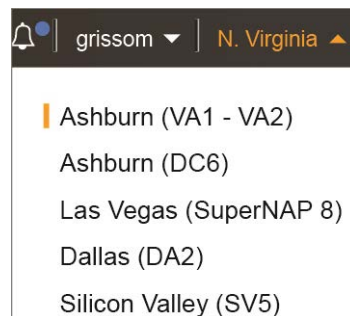 grissom N. Virginia
Ashburn (VA1 - VA2)
Ashburn (DC6)
Las Vegas (SuperNAP 8)
Dallas (DA2)
Silicon Valley (SV5)